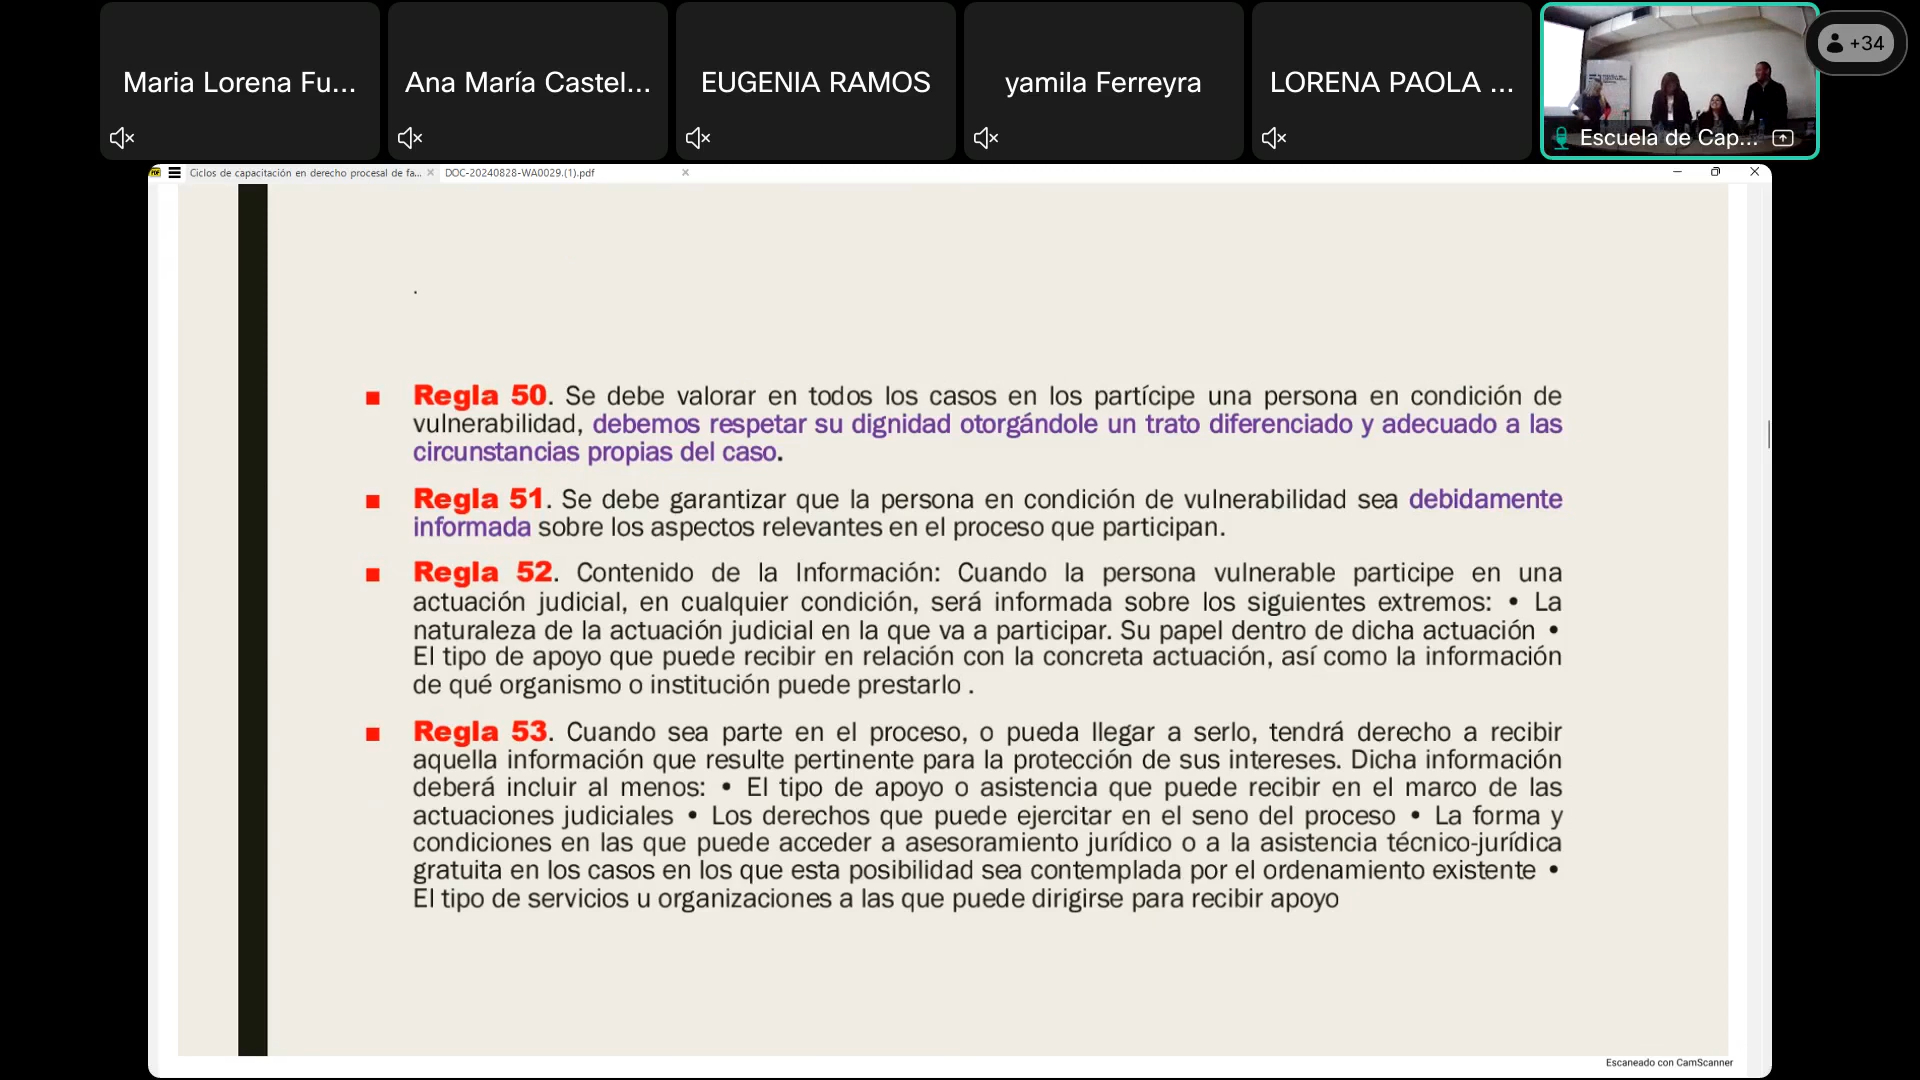 Maria Lorena Fu...
Ana María Castel...
EUGENIA RAMOS
yamila Ferreyra
LORENA PAOLA ...
Escuela de Cap...
+34
Ciclos de capacitación en derecho procesal de fa...
DOC-20240828-WA0029.(1).pdf
.
■ Regla 50. Se debe valorar en todos los casos en los partícipe una persona en condición de
vulnerabilidad, debemos respetar su dignidad otorgándole un trato diferenciado y adecuado a las
circunstancias propias del caso.
■ Regla 51. Se debe garantizar que la persona en condición de vulnerabilidad sea debidamente
informada sobre los aspectos relevantes en el proceso que participan.
■ Regla 52. Contenido de la Información: Cuando la persona vulnerable participe en una
actuación judicial, en cualquier condición, será informada sobre los siguientes extremos: • La
naturaleza de la actuación judicial en la que va a participar. Su papel dentro de dicha actuación •
El tipo de apoyo que puede recibir en relación con la concreta actuación, así como la información
de qué organismo o institución puede prestarlo .
■ Regla 53. Cuando sea parte en el proceso, o pueda llegar a serlo, tendrá derecho a recibir
aquella información que resulte pertinente para la protección de sus intereses. Dicha información
deberá incluir al menos: • El tipo de apoyo o asistencia que puede recibir en el marco de las
actuaciones judiciales • Los derechos que puede ejercitar en el seno del proceso • La forma y
condiciones en las que puede acceder a asesoramiento jurídico o a la asistencia técnico-jurídica
gratuita en los casos en los que esta posibilidad sea contemplada por el ordenamiento existente •
El tipo de servicios u organizaciones a las que puede dirigirse para recibir apoyo
Escaneado con CamScanner